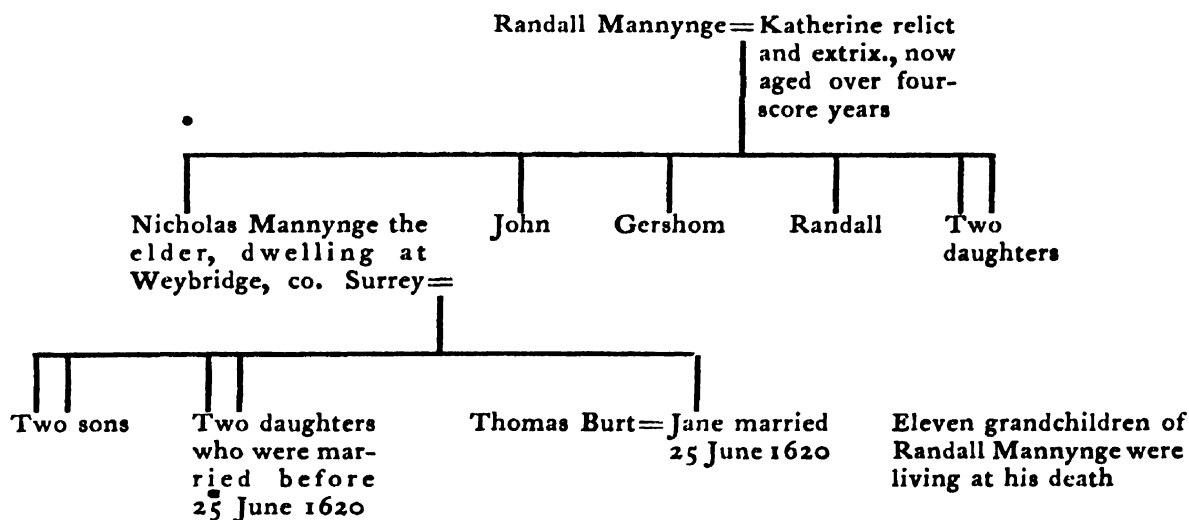 Randall Mannynge=Katherine relict
and extrix., now
aged over four-
score years
Nicholas Mannynge the
elder, dwelling at
Weybridge, co. Surrey=
John
Gershom
Randall
Two
daughters
Two sons
Two daughters
who were mar-
ried before
25 June 1620
Thomas Burt=Jane married
25 June 1620
Eleven grandchildren of
Randall Mannynge were
living at his death